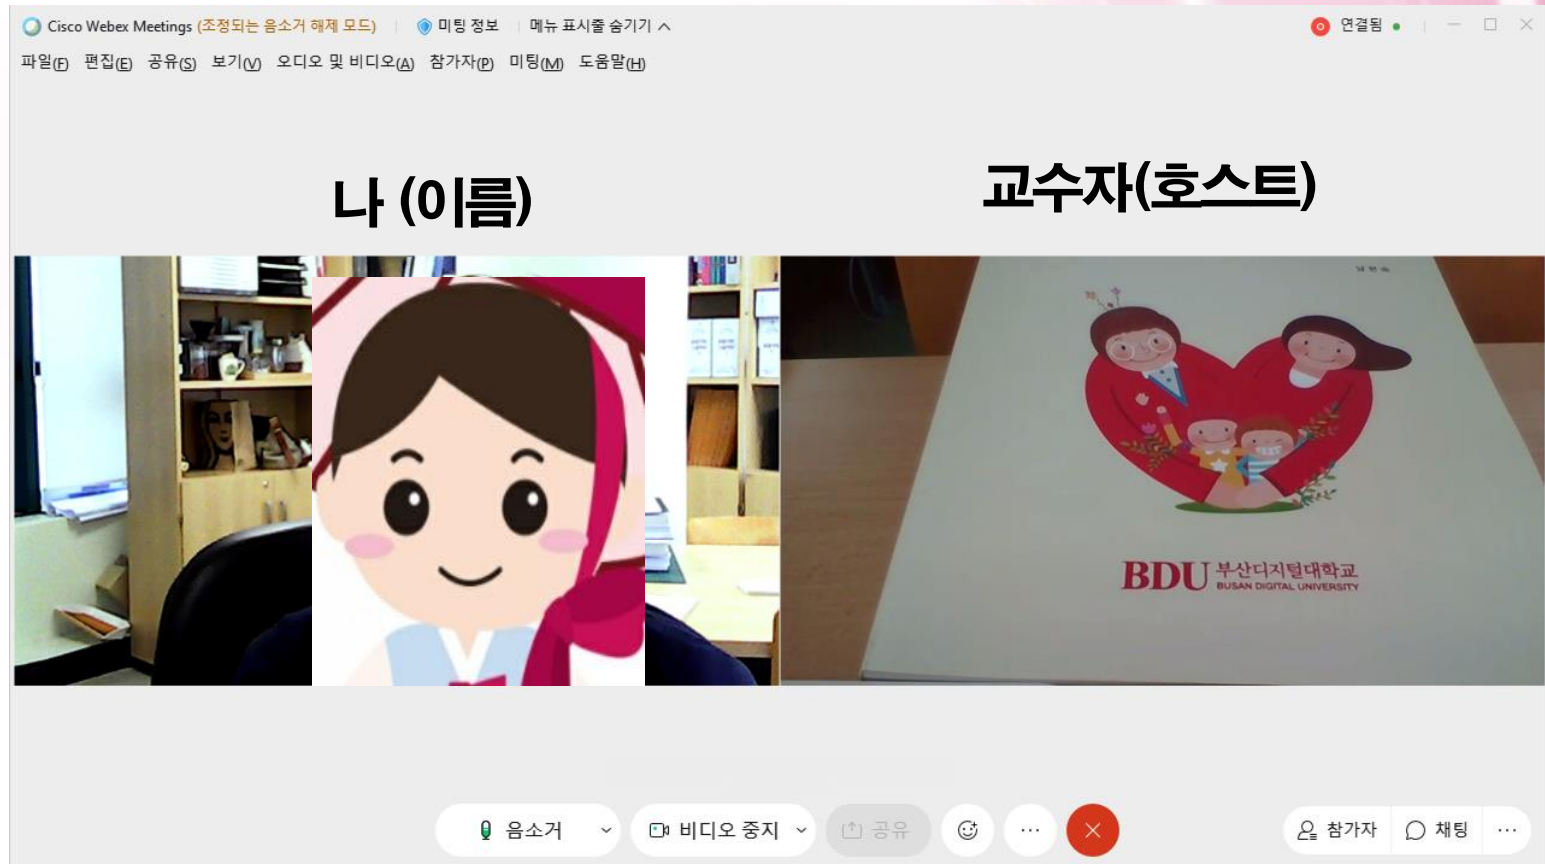 Cisco Webex Meetings (조정되는 음소거 해제 모드) 미팅 정보 메뉴 표시줄 숨기기 연결됨
파일(F) 편집(E) 공유(S) 보기(V) 오디오 및 비디오(A) 참가자(P) 미팅(M) 도움말(H)
나 (이름)
교수자(호스트)
BDU 부산디지털대학교
BUSAN DIGITAL UNIVERSITY
음소거 비디오 중지 공유 참가자 채팅